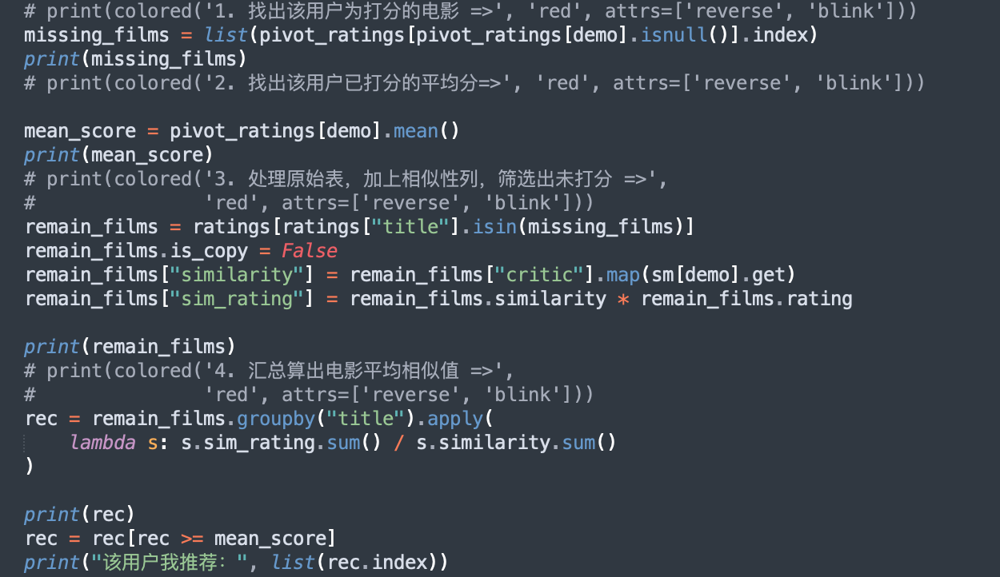 # print(colored('1. 找出该用户为打分的电影 =>', 'red', attrs=['reverse', 'blink']))
missing_films = list(pivot_ratings[pivot_ratings[demo].isnull()].index)
print(missing_films)
# print(colored('2. 找出该用户已打分的平均分=>', 'red', attrs=['reverse', 'blink']))

mean_score = pivot_ratings[demo].mean()
print(mean_score)
# print(colored('3. 处理原始表，加上相似性列，筛选出未打分 =>',
#               'red', attrs=['reverse', 'blink']))
remain_films = ratings[ratings["title"].isin(missing_films)]
remain_films.is_copy = False
remain_films["similarity"] = remain_films["critic"].map(sm[demo].get)
remain_films["sim_rating"] = remain_films.similarity * remain_films.rating

print(remain_films)
# print(colored('4. 汇总算出电影平均相似值 =>',
#               'red', attrs=['reverse', 'blink']))
rec = remain_films.groupby("title").apply(
    lambda s: s.sim_rating.sum() / s.similarity.sum()
)

print(rec)
rec = rec[rec >= mean_score]
print("该用户我推荐：", list(rec.index))